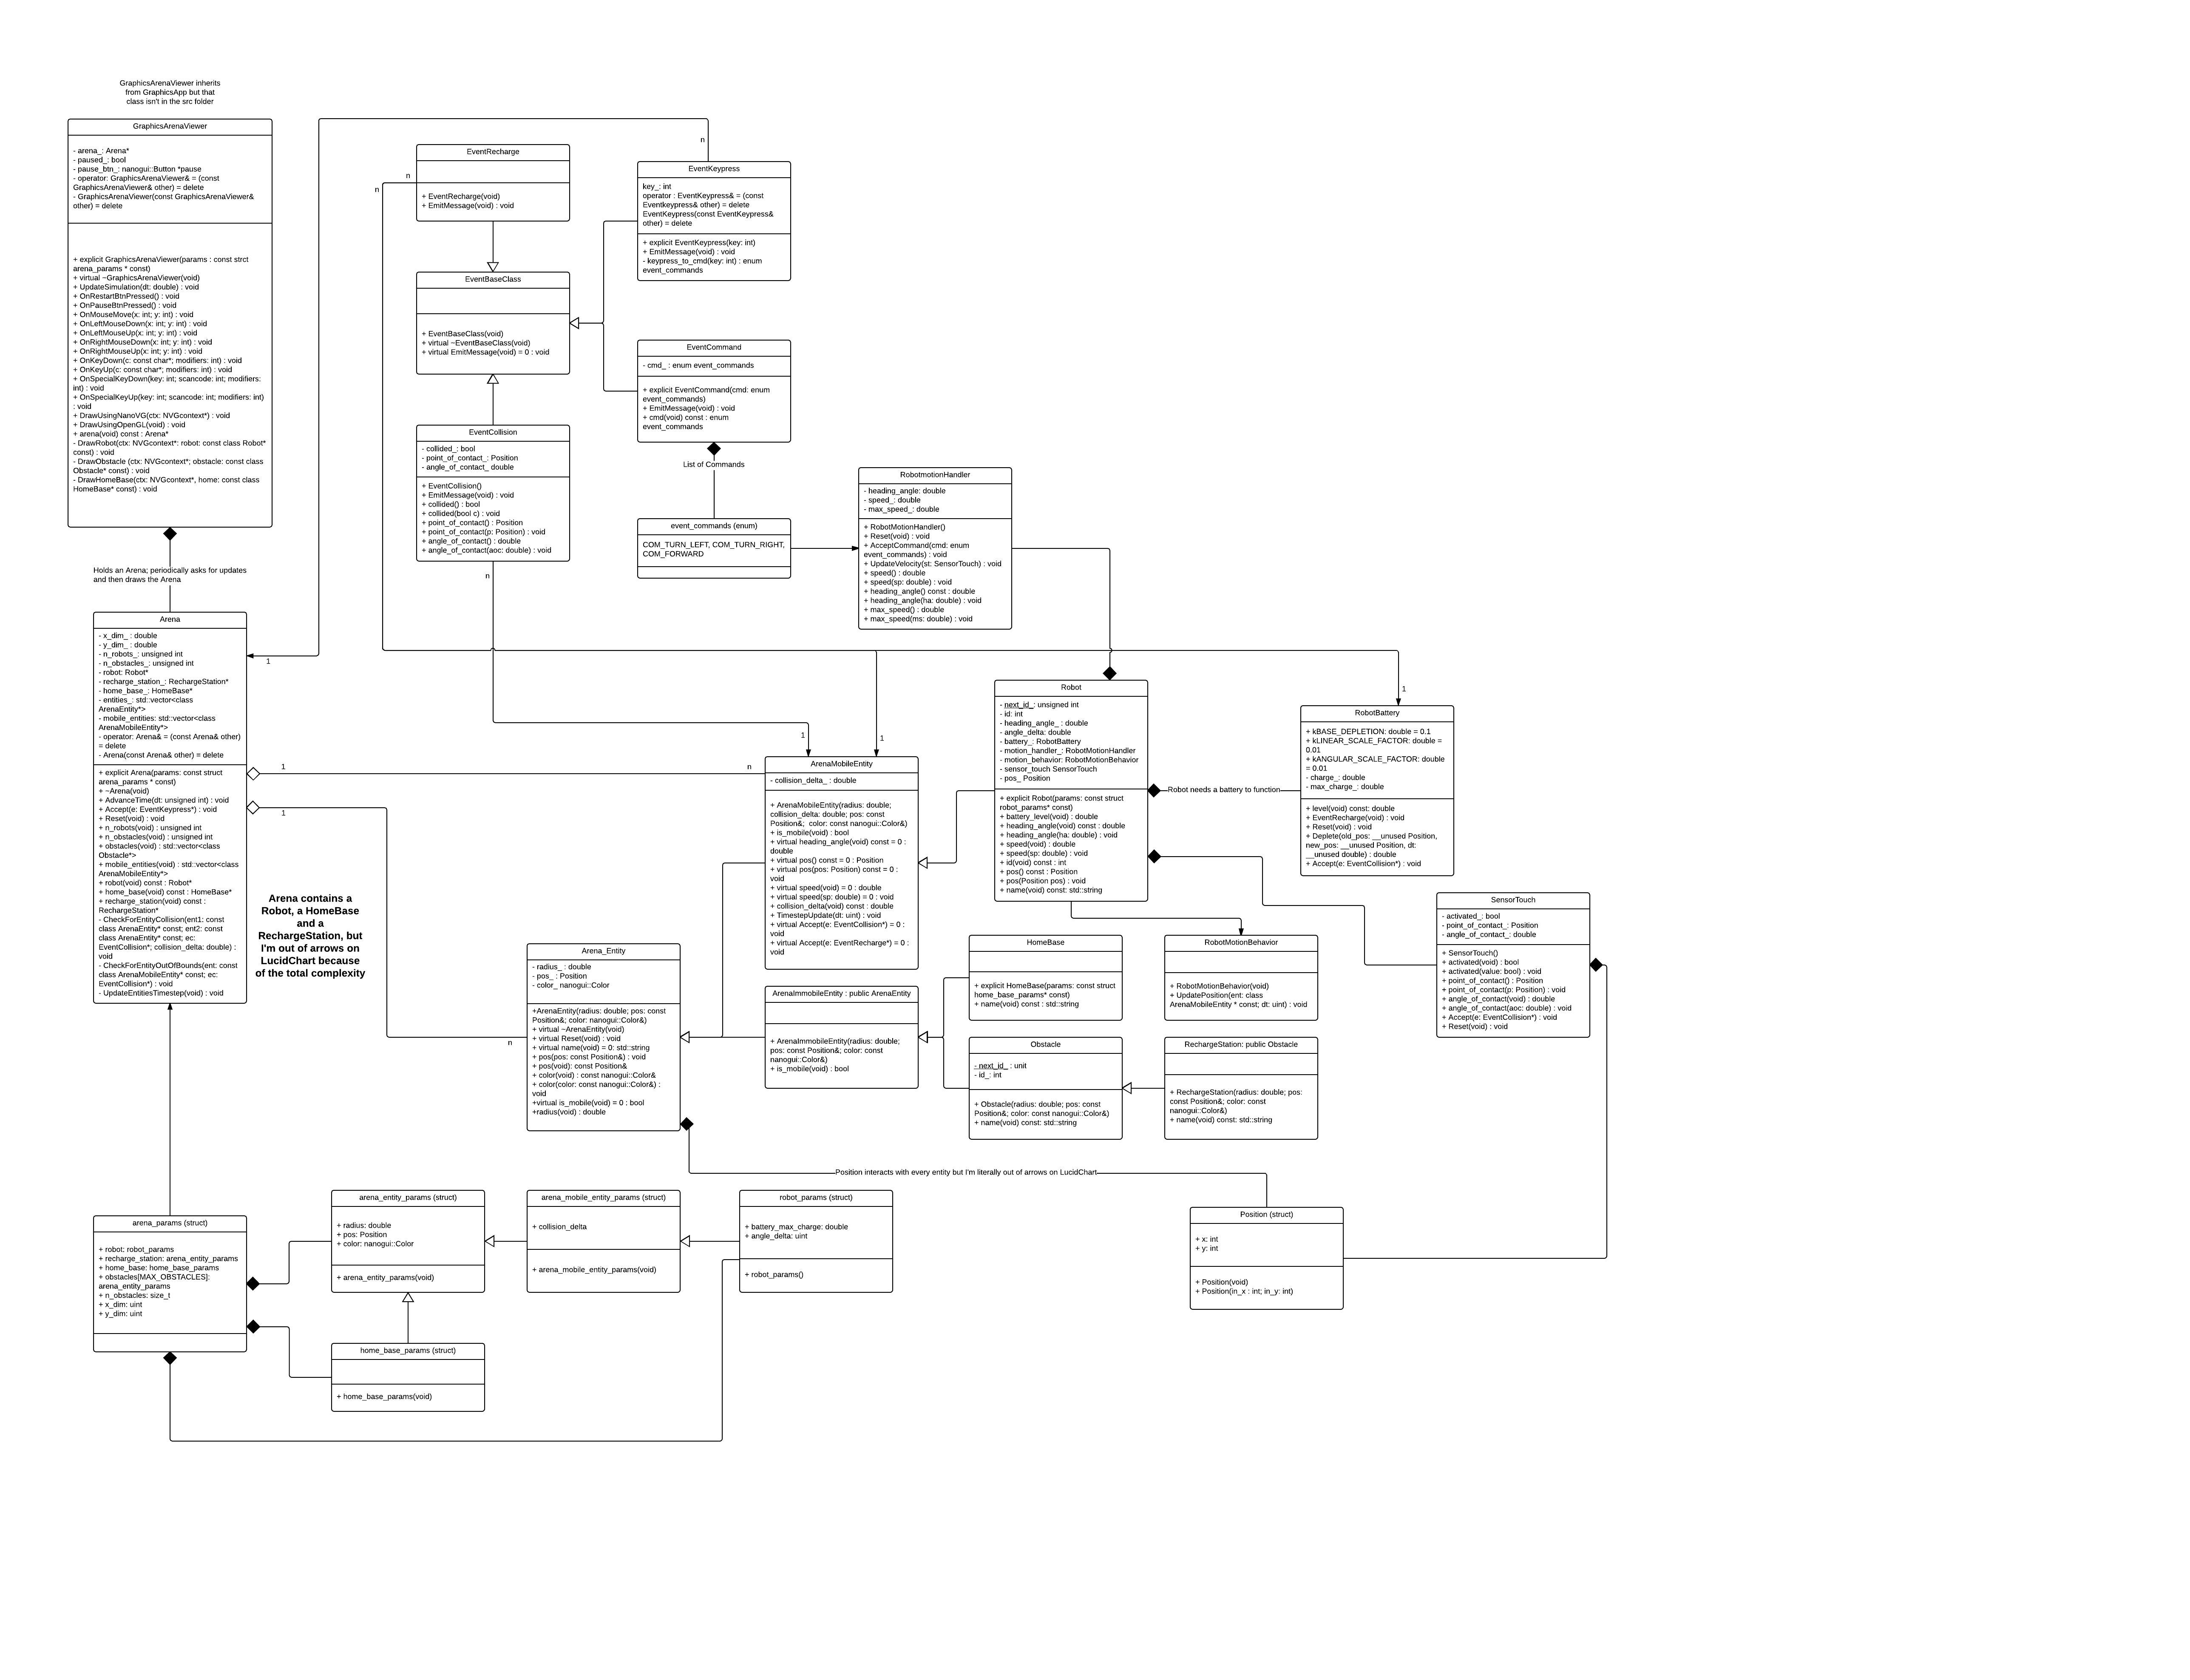 GraphicsArenaViewer inherits
from GraphicsApp but that
class isn't in the src folder
GraphicsArenaViewer
- arena_: Arena*
- paused_: bool
- pause_btn_: nanogui::Button *pause
- operator: GraphicsArenaViewer& = (const
GraphicsArenaViewer& other) = delete
- GraphicsArenaViewer(const GraphicsArenaViewer&
other) = delete
+ explicit GraphicsArenaViewer(params : const strct
arena_params * const)
+ virtual ~GraphicsArenaViewer(void)
+ UpdateSimulation(dt: double) : void
+ OnRestartBtnPressed() : void
+ OnPauseBtnPressed() : void
+ OnMouseMove(x: int; y: int) : void
+ OnLeftMouseDown(x: int; y: int) : void
+ OnLeftMouseUp(x: int; y: int) : void
+ OnRightMouseDown(x: int; y: int) : void
+ OnRightMouseUp(x: int; y: int) : void
+ OnKeyDown(c: const char*; modifiers: int) : void
+ OnKeyUp(c: const char*; modifiers: int) : void
+ OnSpecialKeyDown(key: int; scancode: int; modifiers:
int) : void
+ OnSpecialKeyUp(key: int; scancode: int; modifiers: int)
: void
+ DrawUsingNanoVG(ctx: NVGcontext*) : void
+ DrawUsingOpenGL(void) : void
+ arena(void) const : Arena*
- DrawRobot(ctx: NVGcontext*: robot: const class Robot*
const) : void
- DrawObstacle (ctx: NVGcontext*; obstacle: const class
Obstacle* const) : void
- DrawHomeBase(ctx: NVGcontext*, home: const class
HomeBase* const) : void
Holds an Arena; periodically asks for updates
and then draws the Arena
EventRecharge
+ EventRecharge(void)
+ EmitMessage(void) : void
n
n
n
EventKeypress
key_: int
operator : EventKeypress& = (const
Eventkeypress& other) = delete
EventKeypress(const EventKeypress&
other) = delete
+ explicit EventKeypress(key: int)
+ EmitMessage(void) : void
- keypress_to_cmd(key: int) : enum
event_commands
EventBaseClass
+ EventBaseClass(void)
+ virtual ~EventBaseClass(void)
+ virtual EmitMessage(void) = 0 : void
EventCommand
- cmd_ : enum event_commands
+ explicit EventCommand(cmd: enum
event_commands)
+ EmitMessage(void) : void
+ cmd(void) const : enum
event_commands
List of Commands
EventCollision
- collided_: bool
- point_of_contact_: Position
- angle_of_contact_ double
+ EventCollision()
+ EmitMessage(void) : void
+ collided() : bool
+ collided(bool c) : void
+ point_of_contact() : Position
+ point_of_contact(p: Position) : void
+ angle_of_contact() : double
+ angle_of_contact(aoc: double) : void
n
event_commands (enum)
COM_TURN_LEFT, COM_TURN_RIGHT,
COM_FORWARD
RobotmotionHandler
- heading_angle: double
- speed_: double
- max_speed_: double
+ RobotMotionHandler()
+ Reset(void) : void
+ AcceptCommand(cmd: enum
event_commands) : void
+ UpdateVelocity(st: SensorTouch) : void
+ speed() : double
+ speed(sp: double) : void
+ heading_angle() const : double
+ heading_angle(ha: double) : void
+ max_speed() : double
+ max_speed(ms: double) : void
Arena
- x_dim_ : double
- y_dim_ : double
- n_robots_: unsigned int
- n_obstacles_: unsigned int
- robot: Robot*
- recharge_station_: RechargeStation*
- home_base_: HomeBase*
- entities_: std::vector<class
ArenaEntity*>
- mobile_entities: std::vector<class
ArenaMobileEntity*>
- operator: Arena& = (const Arena& other)
= delete
- Arena(const Arena& other) = delete
+ explicit Arena(params: const struct
arena_params * const)
+ ~Arena(void)
+ AdvanceTime(dt: unsigned int) : void
+ Accept(e: EventKeypress*) : void
+ Reset(void) : void
+ n_robots(void) : unsigned int
+ n_obstacles(void) : unsigned int
+ obstacles(void) : std::vector<class
Obstacle*>
+ mobile_entities(void) : std::vector<class
ArenaMobileEntity*>
+ robot(void) const : Robot*
+ home_base(void) const : HomeBase*
+ recharge_station(void) const :
RechargeStation*
- CheckForEntityCollision(ent1: const
class ArenaEntity* const; ent2: const
class ArenaEntity* const; ec:
EventCollision*; collision_delta: double) :
void
- CheckForEntityOutOfBounds(ent: const
class ArenaMobileEntity* const; ec:
EventCollision*) : void
- UpdateEntitiesTimestep(void) : void
1
1
n
1
n
Arena contains a
Robot, a HomeBase
and a
RechargeStation, but
I'm out of arrows on
LucidChart because
of the total complexity
1
1
1
ArenaMobileEntity
- collision_delta_ : double
+ ArenaMobileEntity(radius: double;
collision_delta: double; pos: const
Position&; color: const nanogui::Color&)
+ is_mobile(void) : bool
+ virtual heading_angle(void) const = 0 :
double
+ virtual pos() const = 0 : Position
+ virtual pos(pos: Position) const = 0 :
void
+ virtual speed(void) = 0 : double
+ virtual speed(sp: double) = 0 : void
+ collision_delta(void) const : double
+ TimestepUpdate(dt: uint) : void
+ virtual Accept(e: EventCollision*) = 0 :
void
+ virtual Accept(e: EventRecharge*) = 0 :
void
Robot
- next_id_: unsigned int
- id: int
- heading_angle_ : double
- angle_delta: double
- battery_: RobotBattery
- motion_handler_: RobotMotionHandler
- motion_behavior: RobotMotionBehavior
- sensor_touch SensorTouch
- pos_ Position
+ explicit Robot(params: const struct
robot_params* const)
+ battery_level(void) : double
+ heading_angle(void) const : double
+ heading_angle(ha: double) : void
+ speed(void) : double
+ speed(sp: double) : void
+ id(void) const : int
+ pos() const : Position
+ pos(Position pos) : void
+ name(void) const: std::string
Robot needs a battery to function
RobotBattery
+ kBASE_DEPLETION: double = 0.1
+ kLINEAR_SCALE_FACTOR: double =
0.01
+ kANGULAR_SCALE_FACTOR: double
= 0.01
- charge_: double
- max_charge_: double
+ level(void) const: double
+ EventRecharge(void) : void
+ Reset(void) : void
+ Deplete(old_pos: __unused Position,
new_pos: __unused Position, dt:
__unused double) : double
+ Accept(e: EventCollision*) : void
SensorTouch
- activated_: bool
- point_of_contact_: Position
- angle_of_contact_: double
+ SensorTouch()
+ activated(void) : bool
+ activated(value: bool) : void
+ point_of_contact() : Position
+ point_of_contact(p: Position) : void
+ angle_of_contact(void) : double
+ angle_of_contact(aoc: double) : void
+ Accept(e: EventCollision*) : void
+ Reset(void) : void
Arena_Entity
- radius_ : double
- pos_ : Position
- color_ nanogui::Color
+ArenaEntity(radius: double; pos: const
Position&; color: nanogui::Color&)
+ virtual ~ArenaEntity(void)
+ virtual Reset(void) : void
+ virtual name(void) = 0: std::string
+ pos(pos: const Position&) : void
+ pos(void): const Position&
+ color(void) : const nanogui::Color&
+ color(color: const nanogui::Color&) :
void
+virtual is_mobile(void) = 0 : bool
+radius(void) : double
ArenaImmobileEntity : public ArenaEntity
+ ArenaImmobileEntity(radius: double;
pos: const Position&; color: const
nanogui::Color&)
+ is_mobile(void) : bool
HomeBase
+ explicit HomeBase(params: const struct
home_base_params* const)
+ name(void) const : std::string
RobotMotionBehavior
+ RobotMotionBehavior(void)
+ UpdatePosition(ent: class
ArenaMobileEntity * const; dt: uint) : void
Obstacle
- next_id_ : unit
- id_: int
+ Obstacle(radius: double; pos: const
Position&; color: const nanogui::Color&)
+ name(void) const: std::string
RechargeStation: public Obstacle
+ RechargeStation(radius: double; pos:
const Position&; color: const
nanogui::Color&)
+ name(void) const: std::string
Position interacts with every entity but I'm literally out of arrows on LucidChart
arena_params (struct)
+ robot: robot_params
+ recharge_station: arena_entity_params
+ home_base: home_base_params
+ obstacles[MAX_OBSTACLES]:
arena_entity_params
+ n_obstacles: size_t
+ x_dim: uint
+ y_dim: uint
arena_entity_params (struct)
+ radius: double
+ pos: Position
+ color: nanogui::Color
+ arena_entity_params(void)
arena_mobile_entity_params (struct)
+ collision_delta
+ arena_mobile_entity_params(void)
robot_params (struct)
+ battery_max_charge: double
+ angle_delta: uint
+ robot_params()
Position (struct)
+ x: int
+ y: int
+ Position(void)
+ Position(in_x : int; in_y: int)
home_base_params (struct)
+ home_base_params(void)